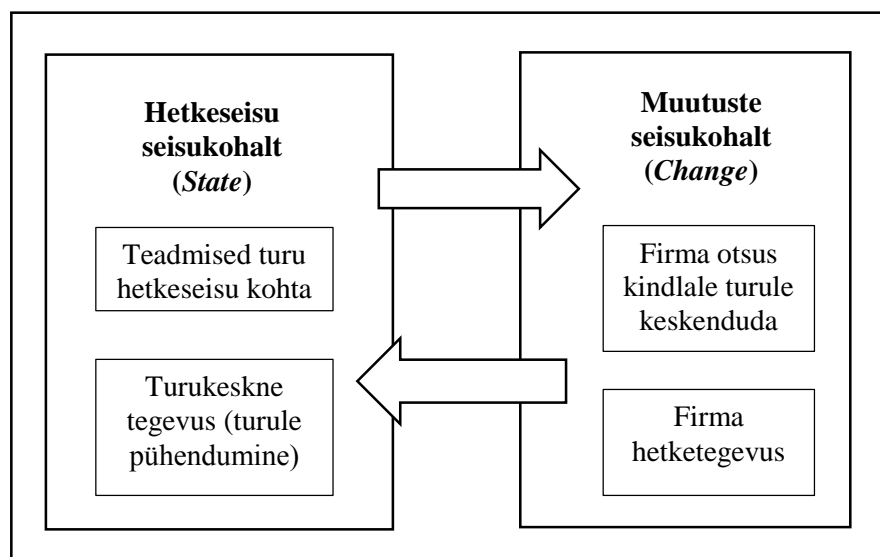 Hetkeseisu
seisukohalt
(State)
Teadmised turu
hetkeseisu kohta
Turukeskne
tegevus (turule
pühendumine)
Muutuste
seisukohalt
(Change)
Firma otsus
kindlale turule
keskenduda
Firma
hetketegevus